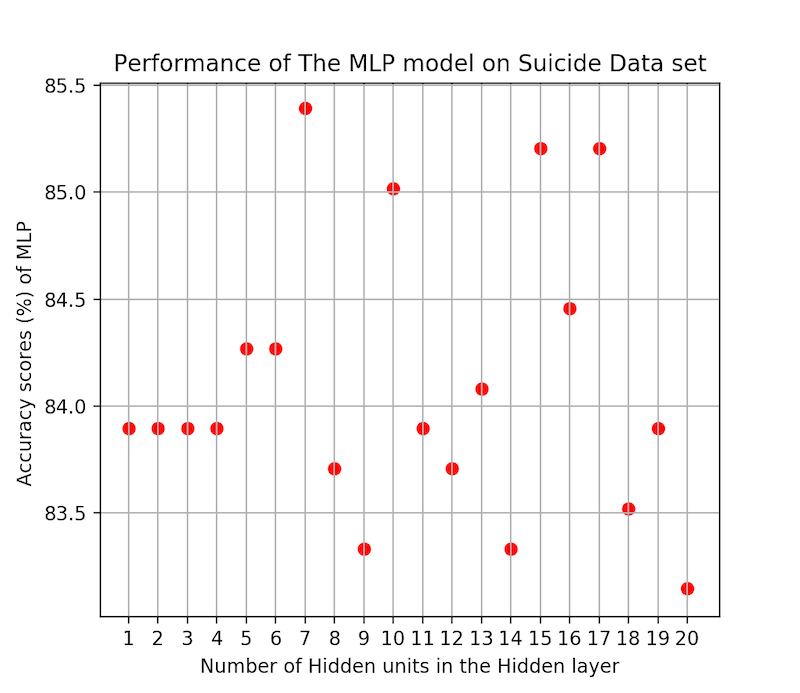 Performance of The MLP model on Suicide Data set
Accuracy scores (%) of MLP
85.5
85.0
84.5
84.0
83.5
1 2 3 4 5 6 7 8 9 10 11 12 13 14 15 16 17 18 19 20
Number of Hidden units in the Hidden layer